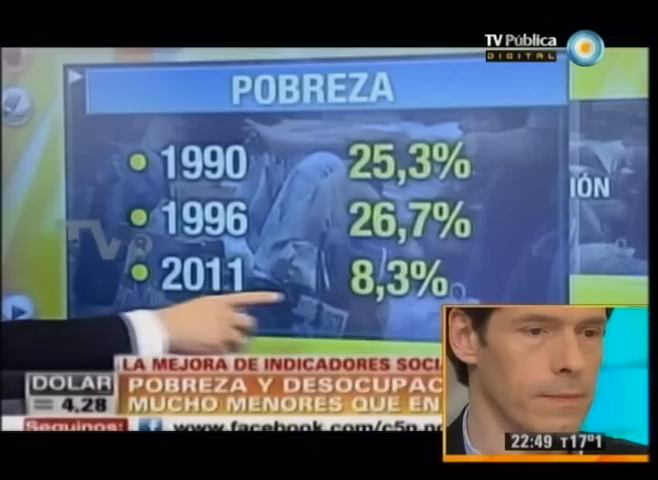 TV Pública
DIGITAL
POBREZA
• 1990 25,3%
• 1996 26,7%
• 2011 8,3%
IÓN
TV
LA MEJORA DE INDICADORES SOCI
DOLAR
= 4.28
POBREZA Y DESOCUPAC
MUCHO MENORES QUE EN
Seguinos: f www.facebook.com/c5n
22:49 T17º1